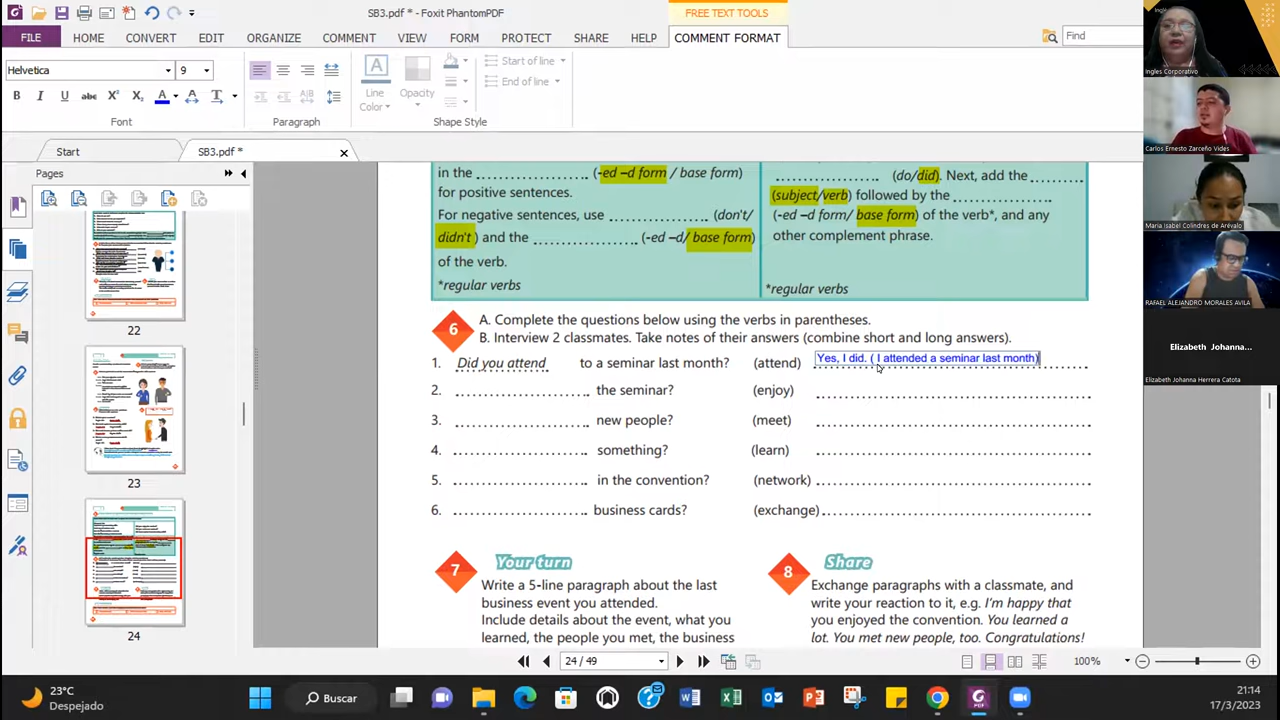 SB3.pdf * - Foxit PhantomPDF
FREE TEXT TOOLS
FILE
HOME
CONVERT
EDIT
ORGANIZE
COMMENT
VIEW
FORM
PROTECT
SHARE
HELP
COMMENT FORMAT
Find
Helvetica
9
Line Color
Opacity
Start of line
End of line
Font
Paragraph
Shape Style
Start
SB3.pdf *
Pages
22
23
24
in the .................... (-ed –d form / base form)
for positive sentences.
For negative sentences, use .................... (don't/
didn't) and the .................... (-ed –d/ base form)
of the verb.
*regular verbs
.................... (do/did). Next, add the ..........
(subject/verb) followed by the ....................
(-ed –d form/ base form) of the verb*, and any
other complement phrase.
*regular verbs
6
A. Complete the questions below using the verbs in parentheses.
B. Interview 2 classmates. Take notes of their answers (combine short and long answers).
1. Did you attend to a seminar last month? (attend) Yes, I did. ( I attended a seminar last month)
2. .......................... the seminar? (enjoy) ..........................
3. .......................... new people? (meet) ..........................
4. .......................... something? (learn) ..........................
5. .......................... in the convention? (network) ..........................
6. .......................... business cards? (exchange) ..........................
7
Your turn
Write a 5-line paragraph about the last
business event you attended.
Include details about the event, what you
learned, the people you met, the business
8
Share
Exchange paragraphs with a classmate, and
write your reaction to it, e.g. I'm happy that
you enjoyed the convention. You learned a
lot. You met new people, too. Congratulations!
24 / 49
100%
Ingles Corporativo
Carlos Ernesto Zarceño Vides
Maria Isabel Colindres de Arévalo
RAFAEL ALEJANDRO MORALES AVILA
Elizabeth Johanna...
Elizabeth Johanna Herrera Catota
23°C
Despejado
Buscar
21:14
17/3/2023